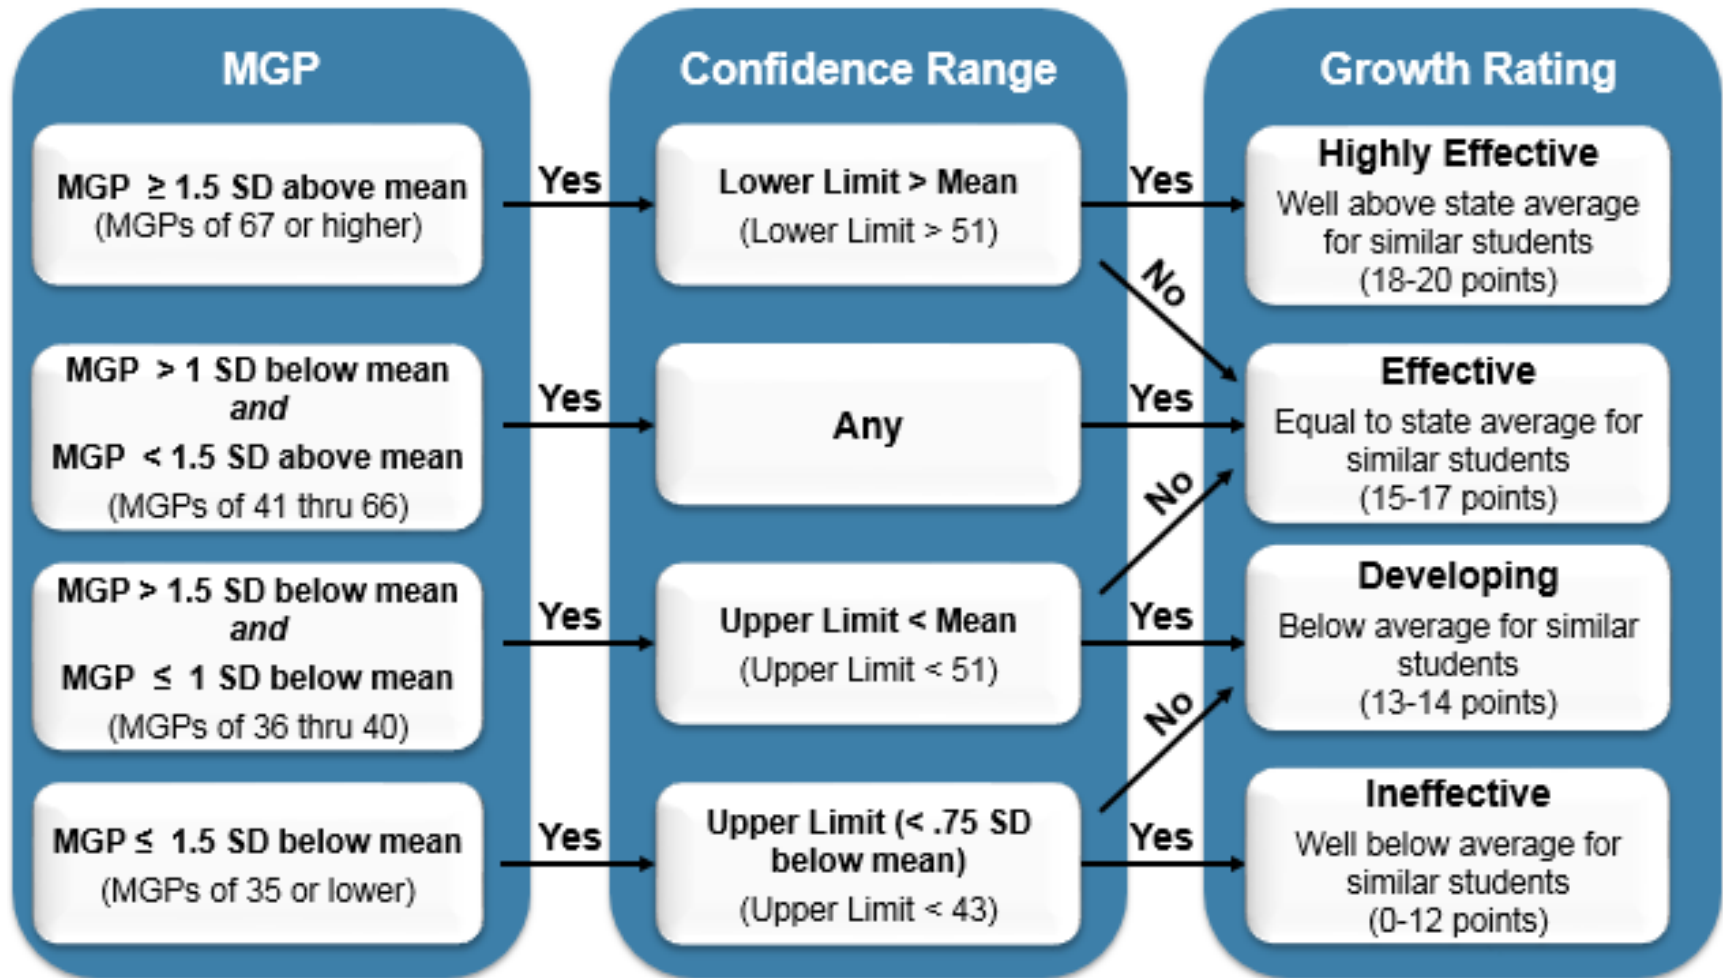 MGP
MGP ≥ 1.5 SD above mean
(MGPs of 67 or higher)
MGP > 1 SD below mean
and
MGP < 1.5 SD above mean
(MGPs of 41 thru 66)
MGP > 1.5 SD below mean
and
MGP ≤ 1 SD below mean
(MGPs of 36 thru 40)
MGP ≤ 1.5 SD below mean
(MGPs of 35 or lower)
Yes
Yes
Yes
Yes
Confidence Range
Lower Limit > Mean
(Lower Limit > 51)
Any
Upper Limit < Mean
(Upper Limit < 51)
Upper Limit (< .75 SD
below mean)
(Upper Limit < 43)
Yes
No
Yes
No
Yes
No
Yes
Growth Rating
Highly Effective
Well above state average
for similar students
(18-20 points)
Effective
Equal to state average for
similar students
(15-17 points)
Developing
Below average for similar
students
(13-14 points)
Ineffective
Well below average for
similar students
(0-12 points)